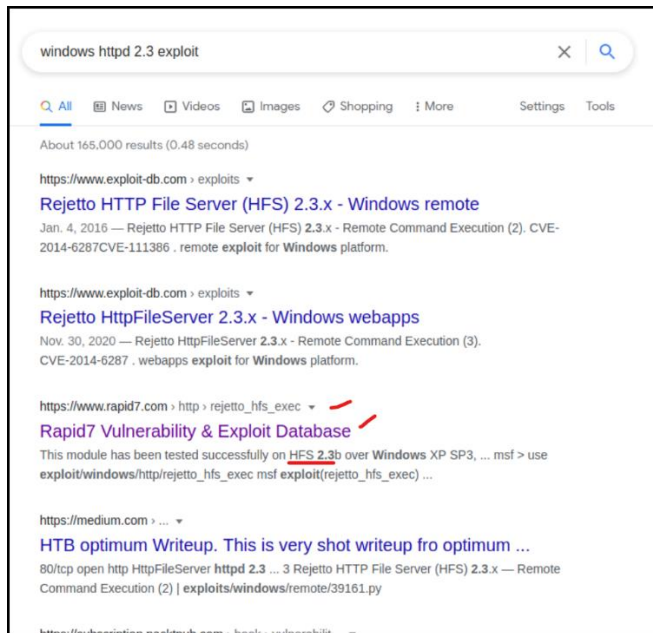 windows httpd 2.3 exploit
All News Videos Images Shopping More Settings Tools
About 165,000 results (0.48 seconds)
https://www.exploit-db.com › exploits
Rejetto HTTP File Server (HFS) 2.3.x - Windows remote
Jan. 4, 2016 — Rejetto HTTP File Server (HFS) 2.3.x - Remote Command Execution (2). CVE-
2014-6287CVE-111386 . remote exploit for Windows platform.
https://www.exploit-db.com › exploits
Rejetto HttpFileServer 2.3.x - Windows webapps
Nov. 30, 2020 — Rejetto HttpFileServer 2.3.x - Remote Command Execution (3).
CVE-2014-6287 . webapps exploit for Windows platform.
https://www.rapid7.com › http › rejetto_hfs_exec
Rapid7 Vulnerability & Exploit Database
This module has been tested successfully on HFS 2.3b over Windows XP SP3, ... msf > use
exploit/windows/http/rejetto_hfs_exec msf exploit(rejetto_hfs_exec) ...
https://medium.com › ...
HTB optimum Writeup. This is very shot writeup fro optimum ...
80/tcp open http HttpFileServer httpd 2.3 ... 3 Rejetto HTTP File Server (HFS) 2.3.x — Remote
Command Execution (2) | exploits/windows/remote/39161.py